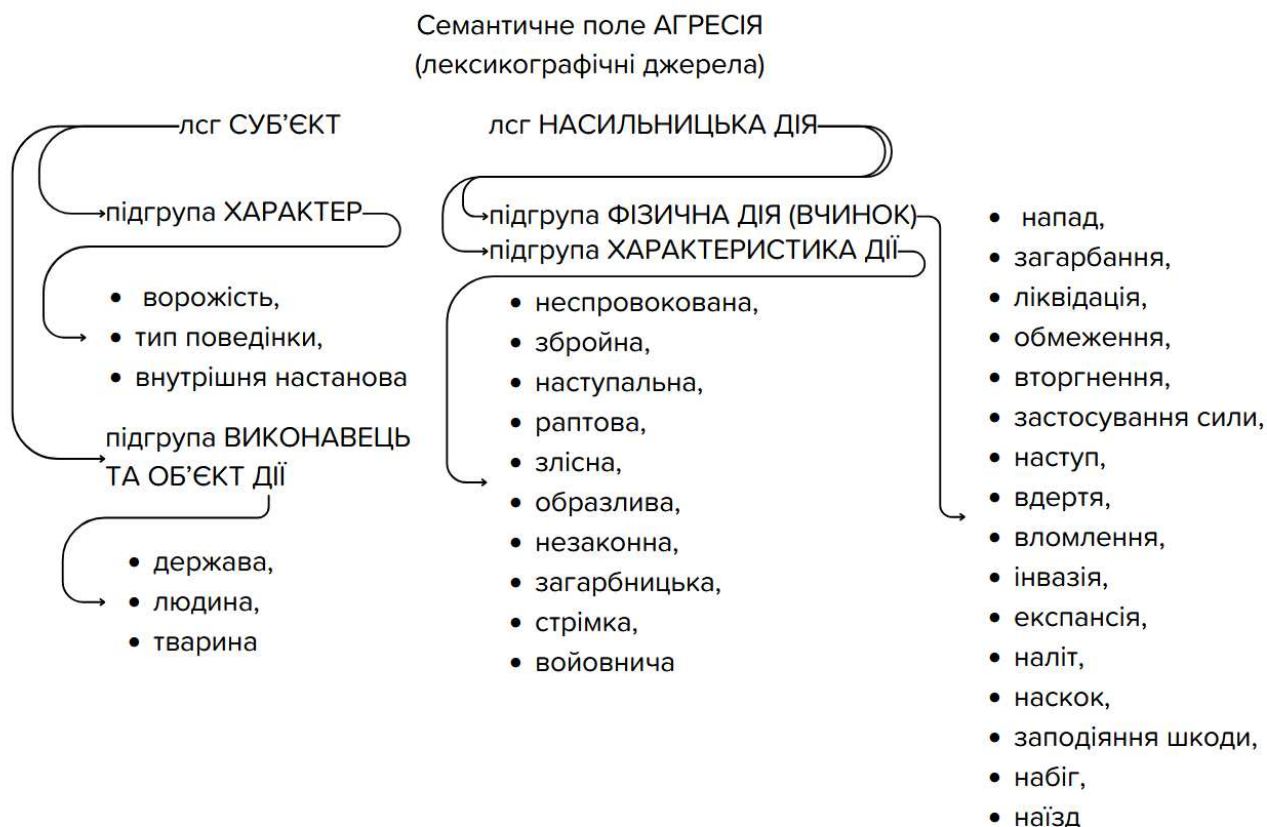 Семантичне поле АГРЕСІЯ
(лексикографічні джерела)
лсг СУБ’ЄКТ
підгрупа ХАРАКТЕР
• ворожість,
• тип поведінки,
• внутрішня настанова
підгрупа ВИКОНАВЕЦЬ
ТА ОБ’ЄКТ ДІЇ
• держава,
• людина,
• тварина
лсг НАСИЛЬНИЦЬКА ДІЯ
підгрупа ФІЗИЧНА ДІЯ (ВЧИНОК)
підгрупа ХАРАКТЕРИСТИКА ДІЇ
• неспровокована,
• збройна,
• наступальна,
• раптова,
• злісна,
• образлива,
• незаконна,
• загарбницька,
• стрімка,
• войовнича
• напад,
• загарбання,
• ліквідація,
• обмеження,
• вторгнення,
• застосування сили,
• наступ,
• вдертя,
• вломлення,
• інвазія,
• експансія,
• наліт,
• наскок,
• заподіяння шкоди,
• набіг,
• наїзд